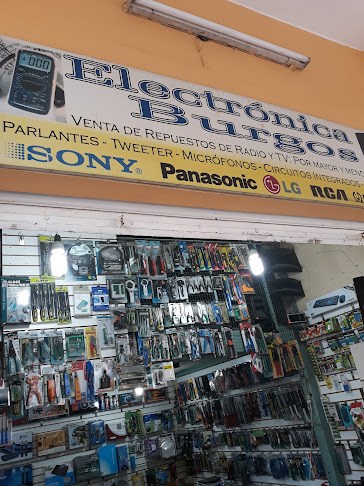 Electrónica
Burgos
VENTA DE REPUESTOS DE RADIO Y TV. POR MAYOR Y MENO
PARLANTES - TWEETER - MICRÓFONOS - CIRCUITOS INTEGRADOS
SONY
Panasonic LG RCA